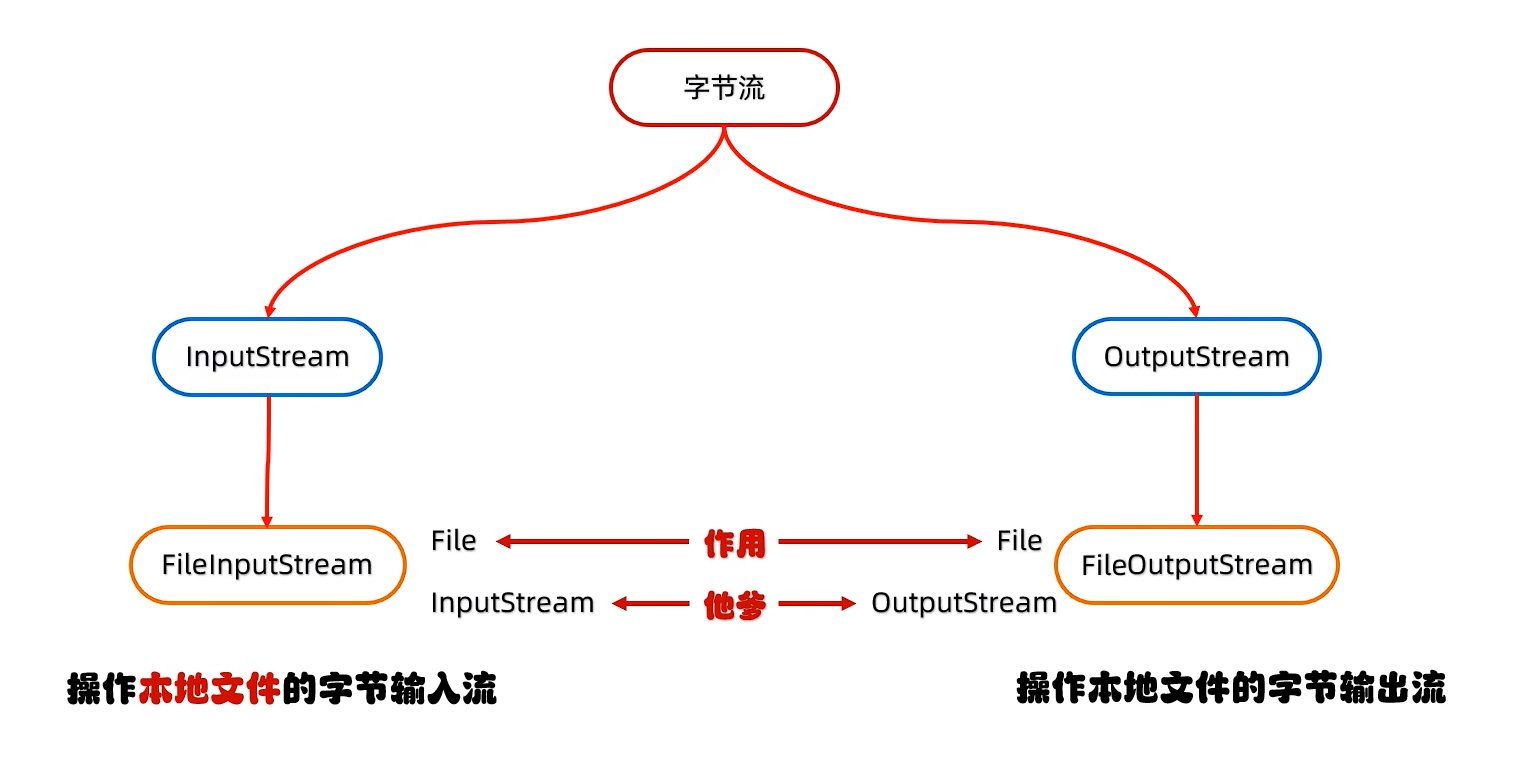 字节流
InputStream
OutputStream
FileInputStream
File
作用
File
FileOutputStream
InputStream
他爹
OutputStream
操作本地文件的字节输入流
操作本地文件的字节输出流